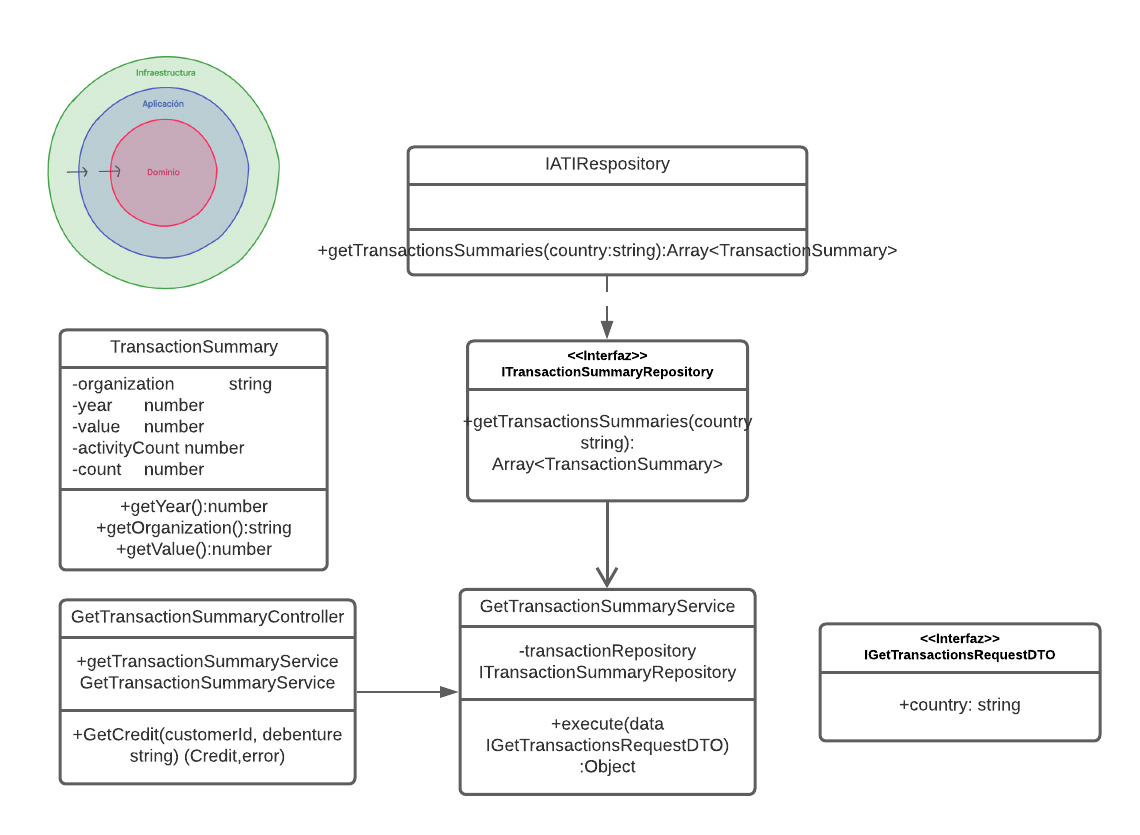 Infraestructura
Aplicación
Dominio
IATIRespository
+getTransactionsSummaries(country:string):Array<TransactionSummary>
TransactionSummary
-organization string
-year number
-value number
-activityCount number
-count number
+getYear():number
+getOrganization():string
+getValue():number
<<Interfaz>>
ITransactionSummaryRepository
+getTransactionsSummaries(country
string):
Array<TransactionSummary>
GetTransactionSummaryController
+getTransactionSummaryService
GetTransactionSummaryService
+GetCredit(customerId, debenture
string) (Credit,error)
GetTransactionSummaryService
-transactionRepository
ITransactionSummaryRepository
+execute(data
IGetTransactionsRequestDTO)
:Object
<<Interfaz>>
IGetTransactionsRequestDTO
+country: string